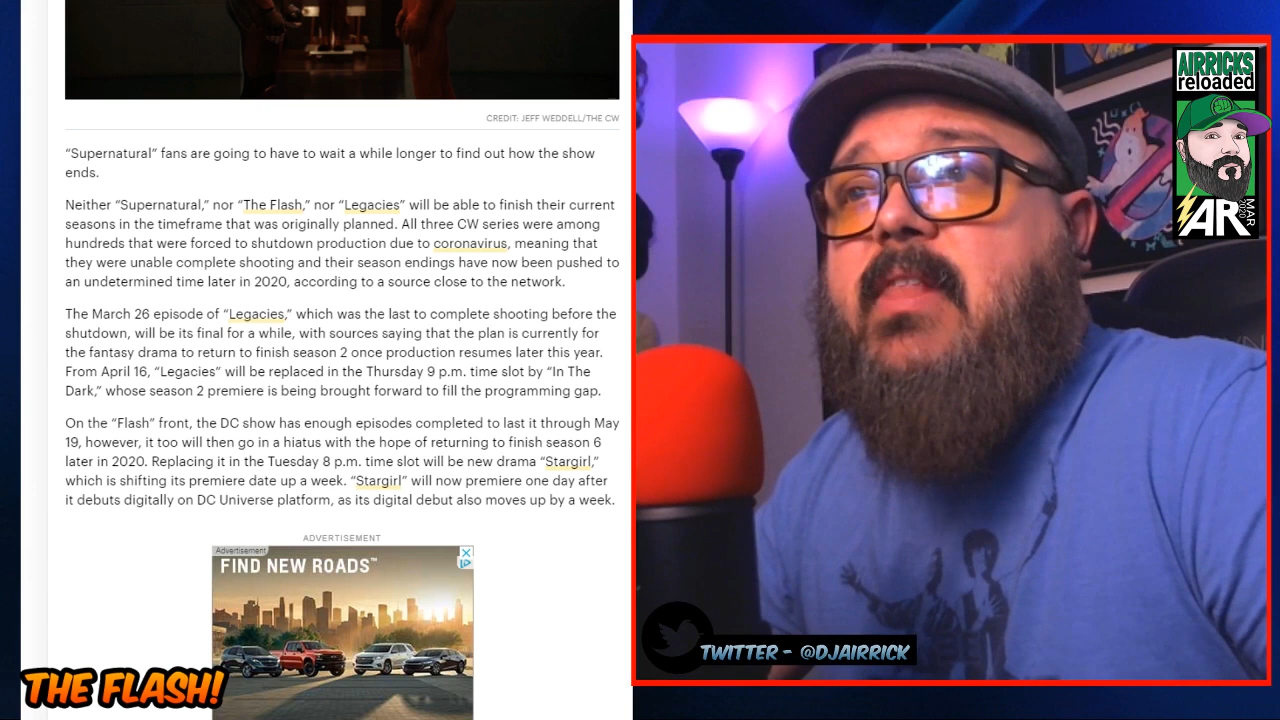 CREDIT: JEFF WEDDELL/THE CW
“Supernatural” fans are going to have to wait a while longer to find out how the show
ends.
Neither “Supernatural,” nor “The Flash,” nor “Legacies” will be able to finish their current
seasons in the timeframe that was originally planned. All three CW series were among
hundreds that were forced to shutdown production due to coronavirus, meaning that
they were unable complete shooting and their season endings have now been pushed to
an undetermined time later in 2020, according to a source close to the network.
The March 26 episode of “Legacies,” which was the last to complete shooting before the
shutdown, will be its final for a while, with sources saying that the plan is currently for
the fantasy drama to return to finish season 2 once production resumes later this year.
From April 16, “Legacies” will be replaced in the Thursday 9 p.m. time slot by “In The
Dark,” whose season 2 premiere is being brought forward to fill the programming gap.
On the “Flash” front, the DC show has enough episodes completed to last it through May
19, however, it too will then go in a hiatus with the hope of returning to finish season 6
later in 2020. Replacing it in the Tuesday 8 p.m. time slot will be new drama “Stargirl,”
which is shifting its premiere date up a week. “Stargirl” will now premiere one day after
it debuts digitally on DC Universe platform, as its digital debut also moves up by a week.
ADVERTISEMENT
Advertisement
FIND NEW ROADS™
THE FLASH!
AIRRICKS
reloaded
AR
MAR
2020
TWITTER - @DJAIRRICK